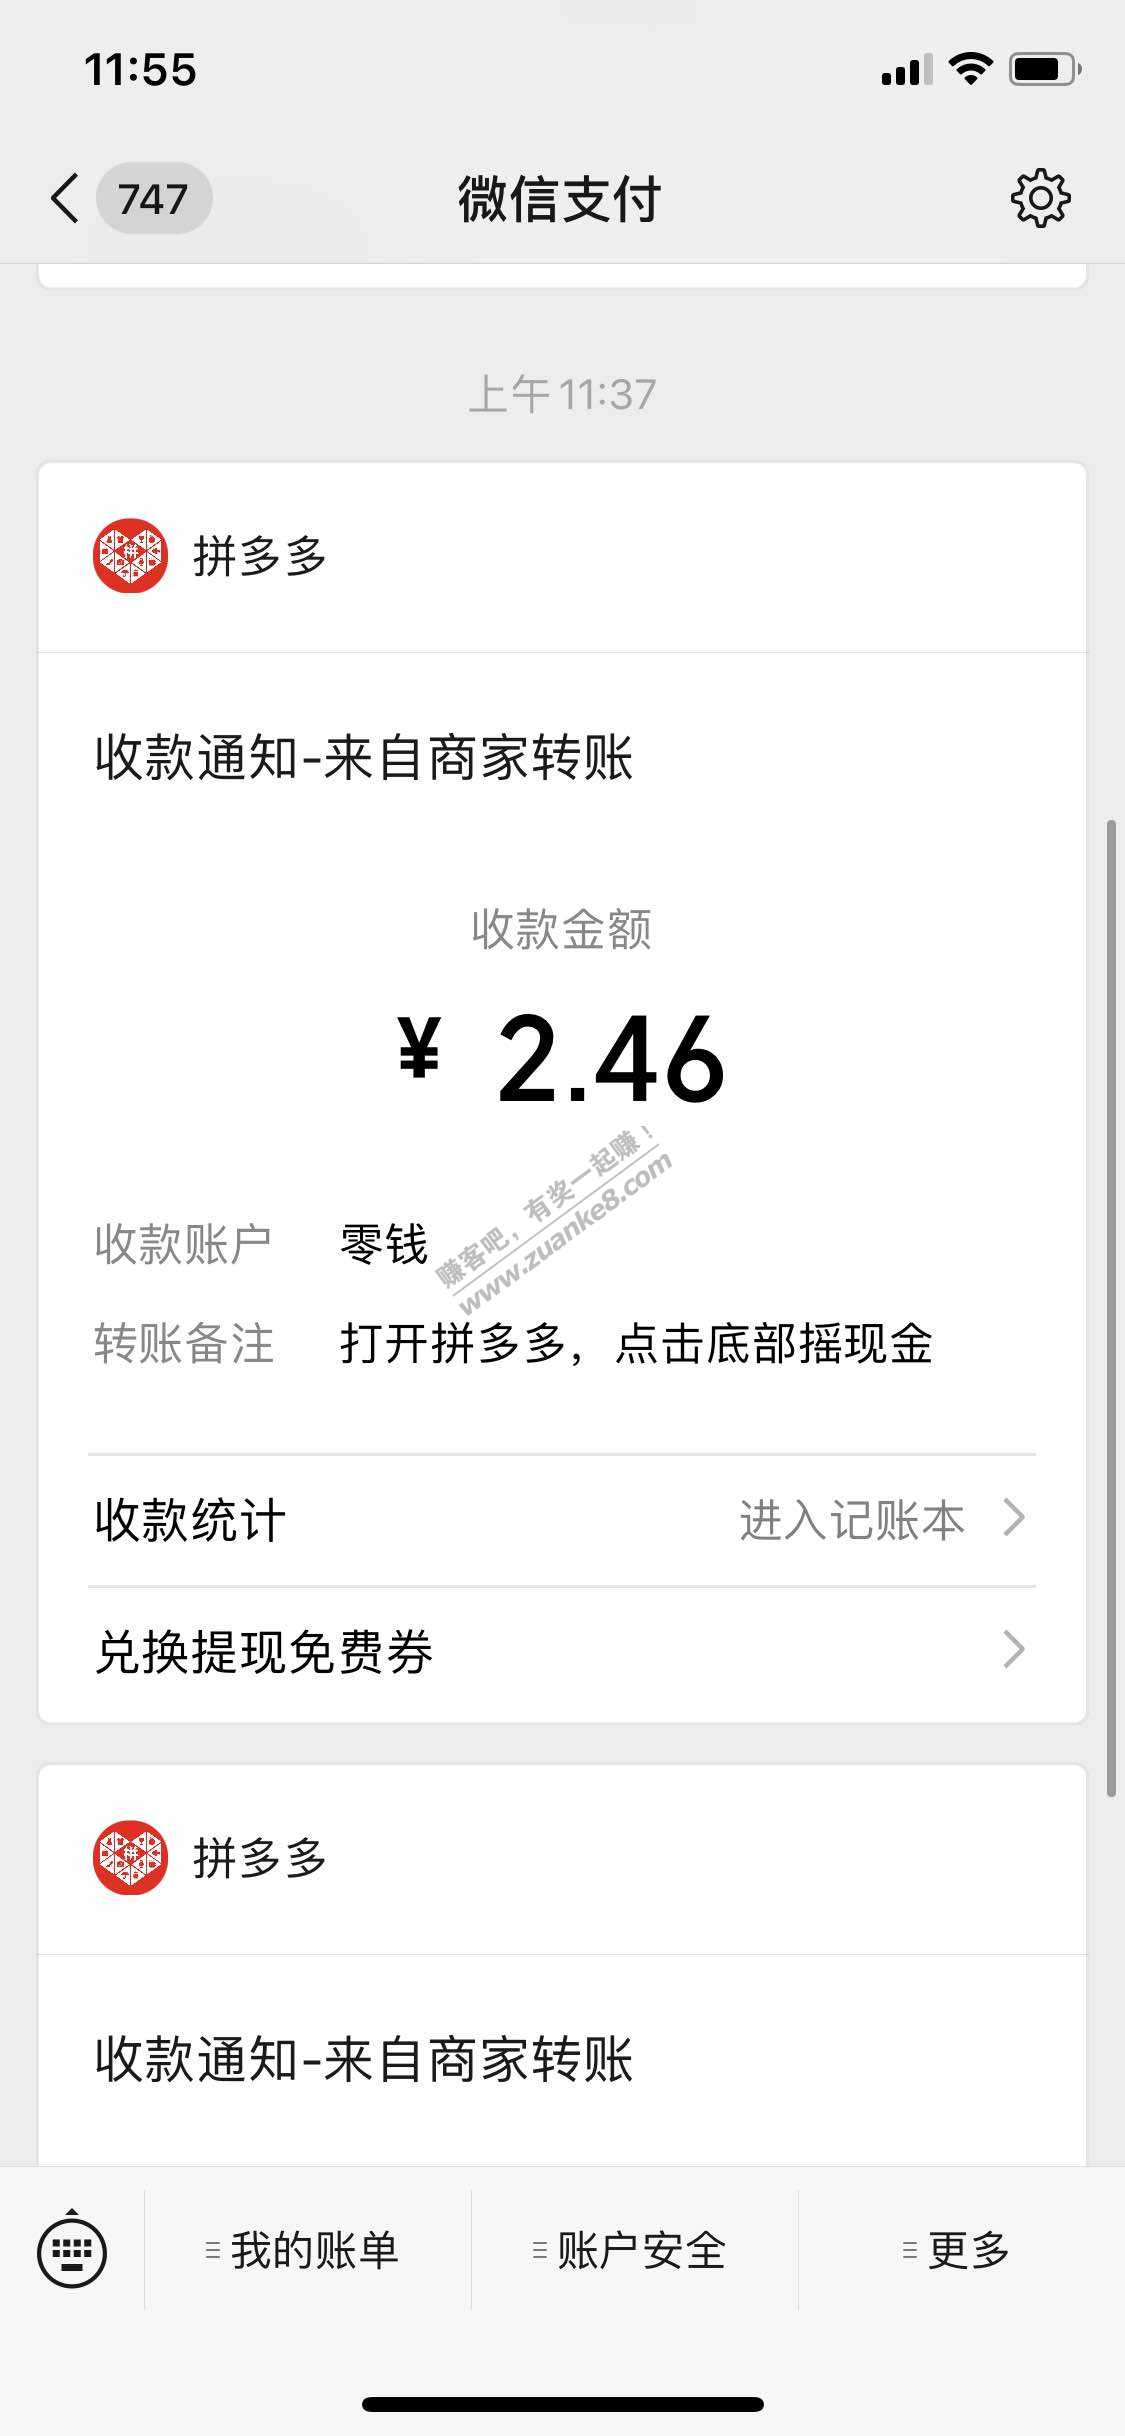 11:55
747
微信支付
上午 11:37
拼多多
收款通知-来自商家转账
收款金额
¥ 2.46
赚客吧，有奖一起赚！
www.zuanke8.com
收款账户 零钱
转账备注 打开拼多多，点击底部摇现金
收款统计 进入记账本
兑换提现免费券
拼多多
收款通知-来自商家转账
我的账单 账户安全 更多